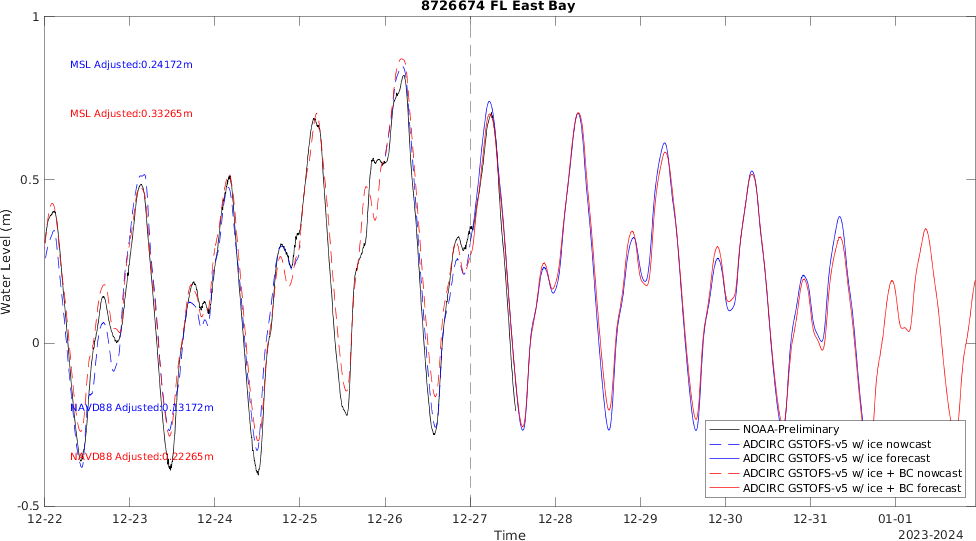 8726674 FL East Bay
1
MSL Adjusted:0.24172m
MSL Adjusted:0.33265m
0.5
Water Level (m)
0
NAVD88 Adjusted:0.13172m
NAVD88 Adjusted:0.22265m
-0.5
NOAA-Preliminary
ADCIRC GSTOFS-v5 w/ ice nowcast
ADCIRC GSTOFS-v5 w/ ice forecast
ADCIRC GSTOFS-v5 w/ ice + BC nowcast
ADCIRC GSTOFS-v5 w/ ice + BC forecast
12-22 12-23 12-24 12-25 12-26 12-27 12-28 12-29 12-30 12-31 01-01
Time
2023-2024